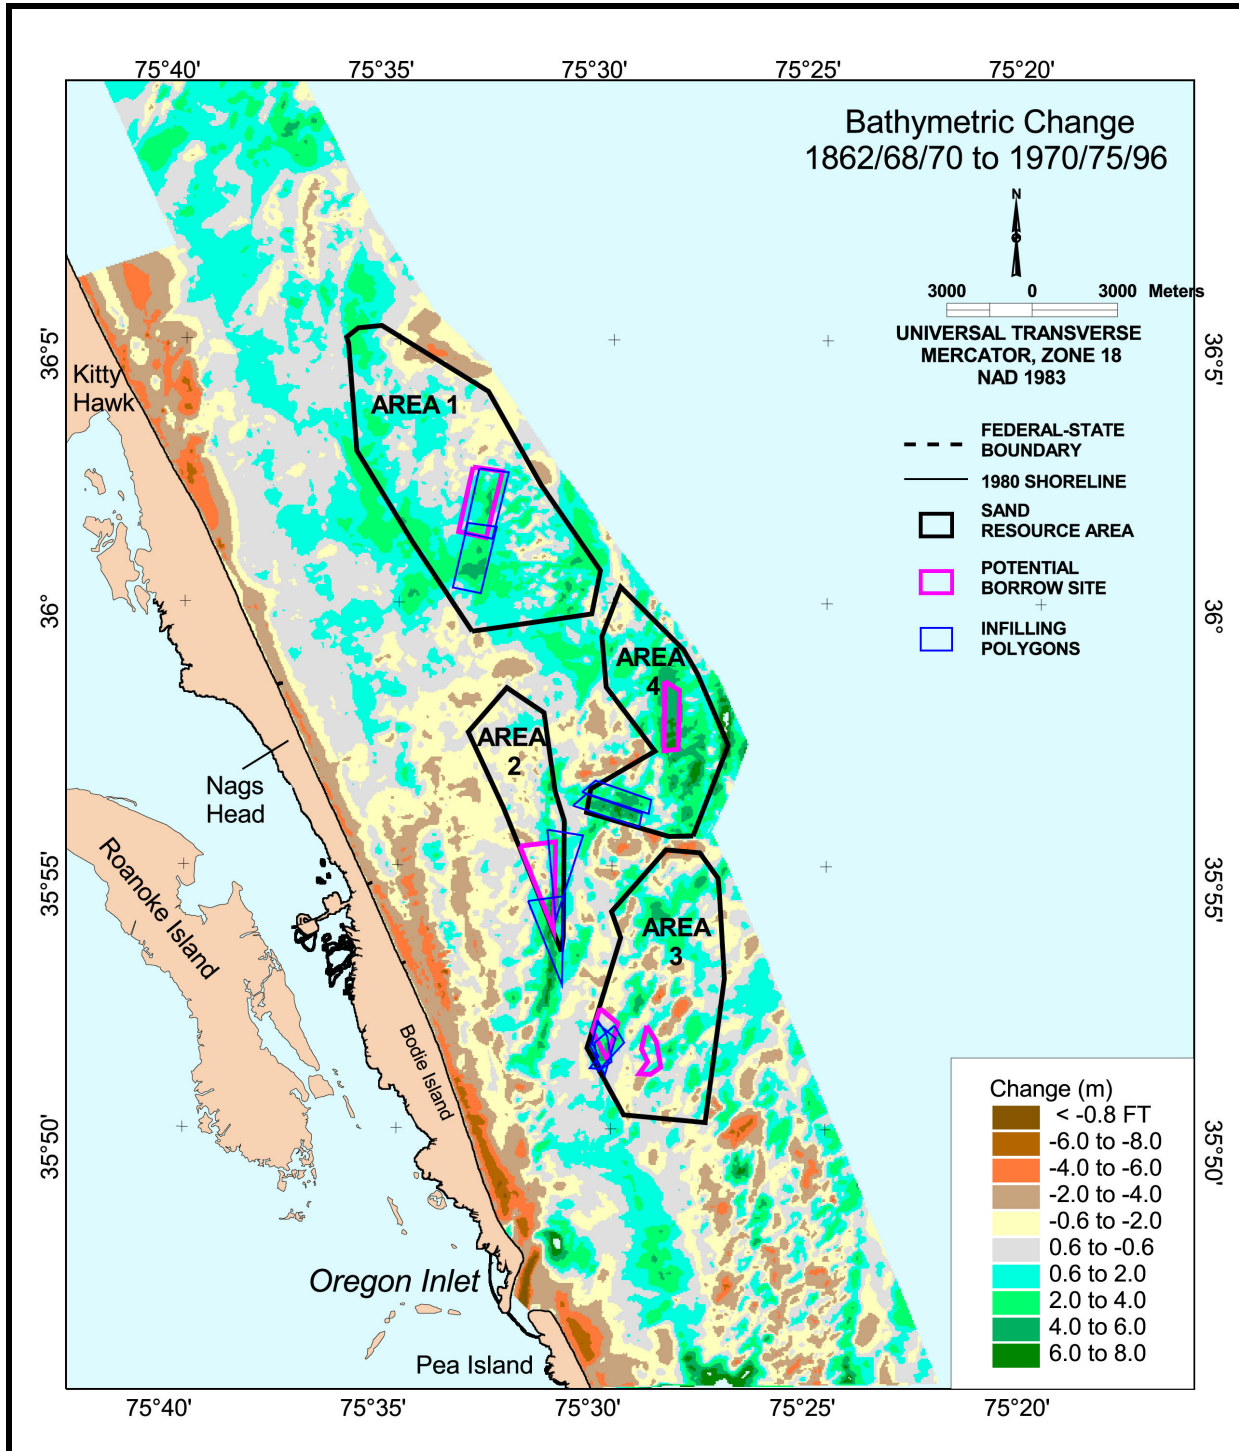 75°40'
75°35'
75°30'
75°25'
75°20'
Bathymetric Change
1862/68/70 to 1970/75/96
N
3000 0 3000 Meters
UNIVERSAL TRANSVERSE
MERCATOR, ZONE 18
NAD 1983
FEDERAL-STATE
BOUNDARY
1980 SHORELINE
SAND
RESOURCE AREA
POTENTIAL
BORROW SITE
INFILLING
POLYGONS
36°5'
36°5'
Kitty
Hawk
AREA 1
36°
36°
AREA
4
AREA
2
Nags
Head
Roanoke Island
35°55'
35°55'
AREA
3
Bodie Island
35°50'
35°50'
Oregon Inlet
Pea Island
Change (m)
< -0.8 FT
-6.0 to -8.0
-4.0 to -6.0
-2.0 to -4.0
-0.6 to -2.0
0.6 to -0.6
0.6 to 2.0
2.0 to 4.0
4.0 to 6.0
6.0 to 8.0
75°40'
75°35'
75°30'
75°25'
75°20'